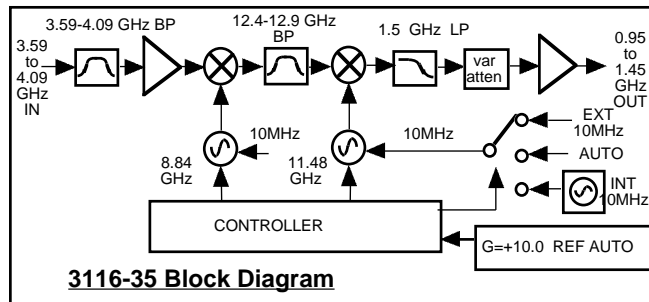 3.59-4.09 GHz BP
12.4-12.9 GHz
BP
1.5 GHz LP
0.95
to
1.45
GHz
OUT
3.59
to
4.09
GHz
IN
var
atten
10MHz
10MHz
EXT
10MHz
AUTO
INT
10MHz
8.84
GHz
11.48
GHz
CONTROLLER
G=+10.0 REF AUTO
3116-35 Block Diagram